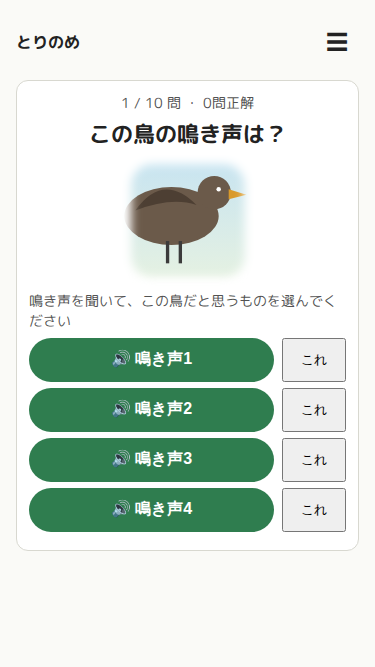 とりのめ
1 / 10 問 · 0問正解
この鳥の鳴き声は？
鳴き声を聞いて、この鳥だと思うものを選んでく
ださい
🔊 鳴き声1
これ
🔊 鳴き声2
これ
🔊 鳴き声3
これ
🔊 鳴き声4
これ